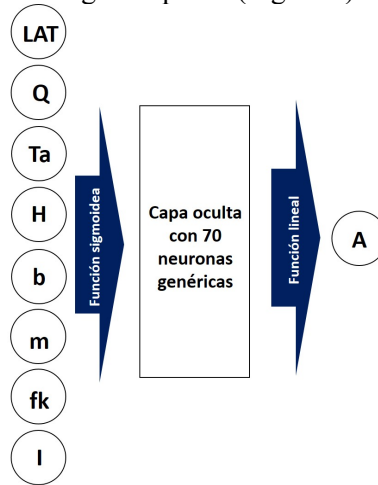 LAT
Q
Ta
H
b
m
fk
I
Función sigmoidea
Capa oculta
con 70
neuronas
genéricas
Función lineal
A